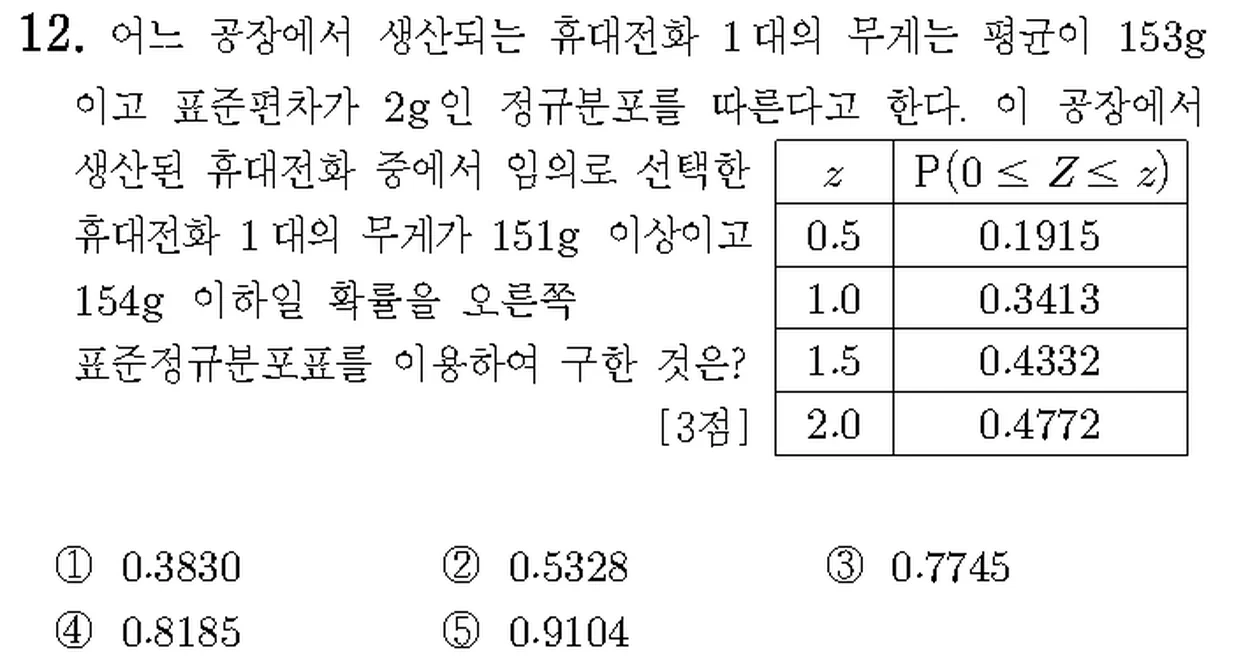 12. 어느 공장에서 생산되는 휴대전화 1대의 무게는 평균이 153g
이고 표준편차가 2g인 정규분포를 따른다고 한다. 이 공장에서
생산된 휴대전화 중에서 임의로 선택한
휴대전화 1대의 무게가 151g 이상이고
154g 이하일 확률을 오른쪽
표준정규분포표를 이용하여 구한 것은?
[3점]
z P(0 ≤ Z ≤ z)
0.5 0.1915
1.0 0.3413
1.5 0.4332
2.0 0.4772
① 0.3830 ② 0.5328 ③ 0.7745
④ 0.8185 ⑤ 0.9104